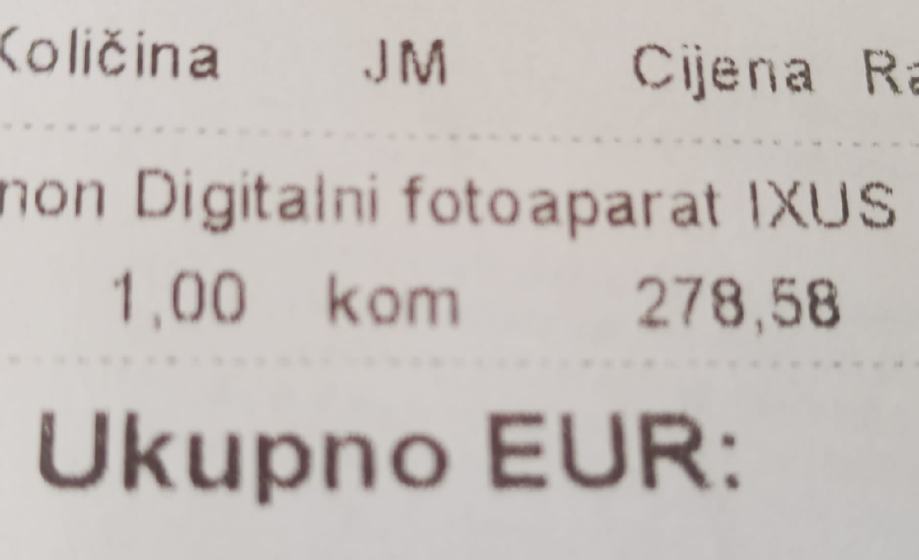 Količina JM Cijena
Digitalni fotoaparat IXUS
1,00 kom 278,58
Ukupno EUR: